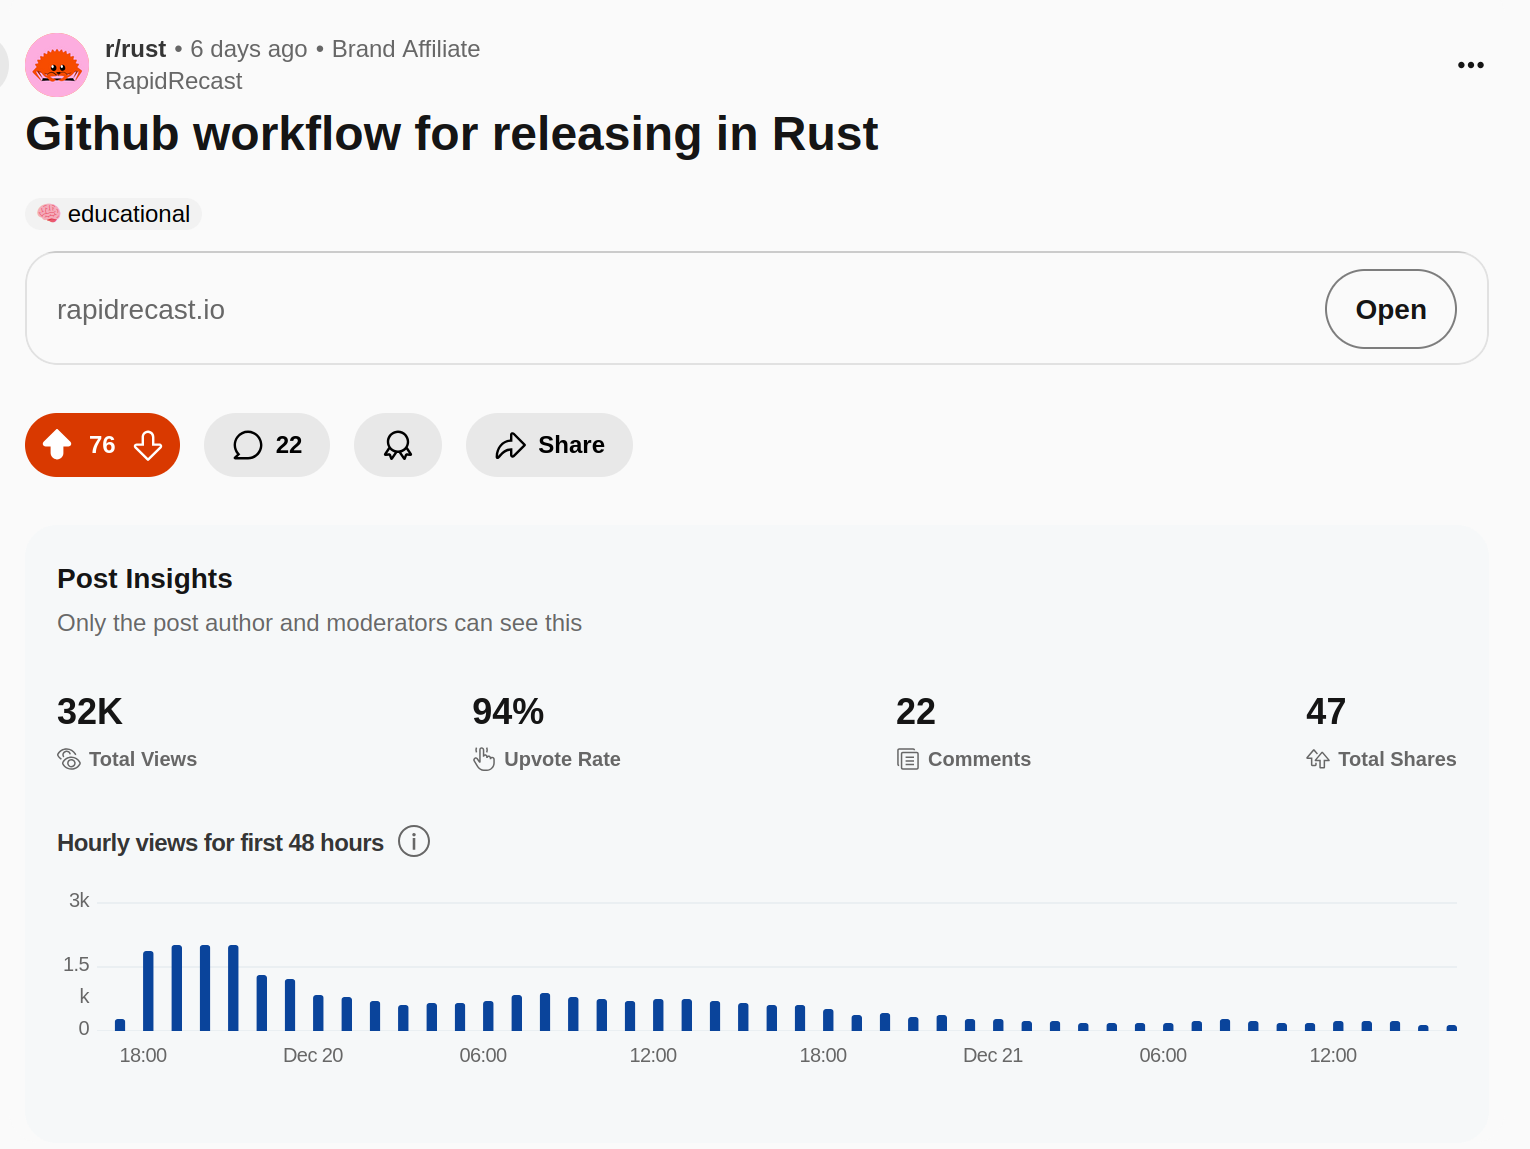 r/rust • 6 days ago • Brand Affiliate
RapidRecast
Github workflow for releasing in Rust
educational
rapidrecast.io
Open
76
22
Share
Post Insights
Only the post author and moderators can see this
32K
94%
22
47
Total Views
Upvote Rate
Comments
Total Shares
Hourly views for first 48 hours
3k
1.5
k
0
18:00
Dec 20
06:00
12:00
18:00
Dec 21
06:00
12:00